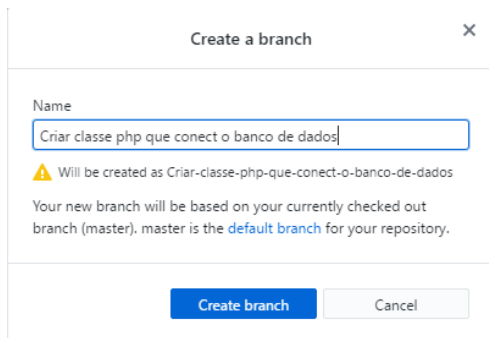 Create a branch
Name
Criar classe php que conect o banco de dados
Will be created as Criar-classe-php-que-conect-o-banco-de-dados
Your new branch will be based on your currently checked out
branch (master). master is the default branch for your repository.
Create branch
Cancel